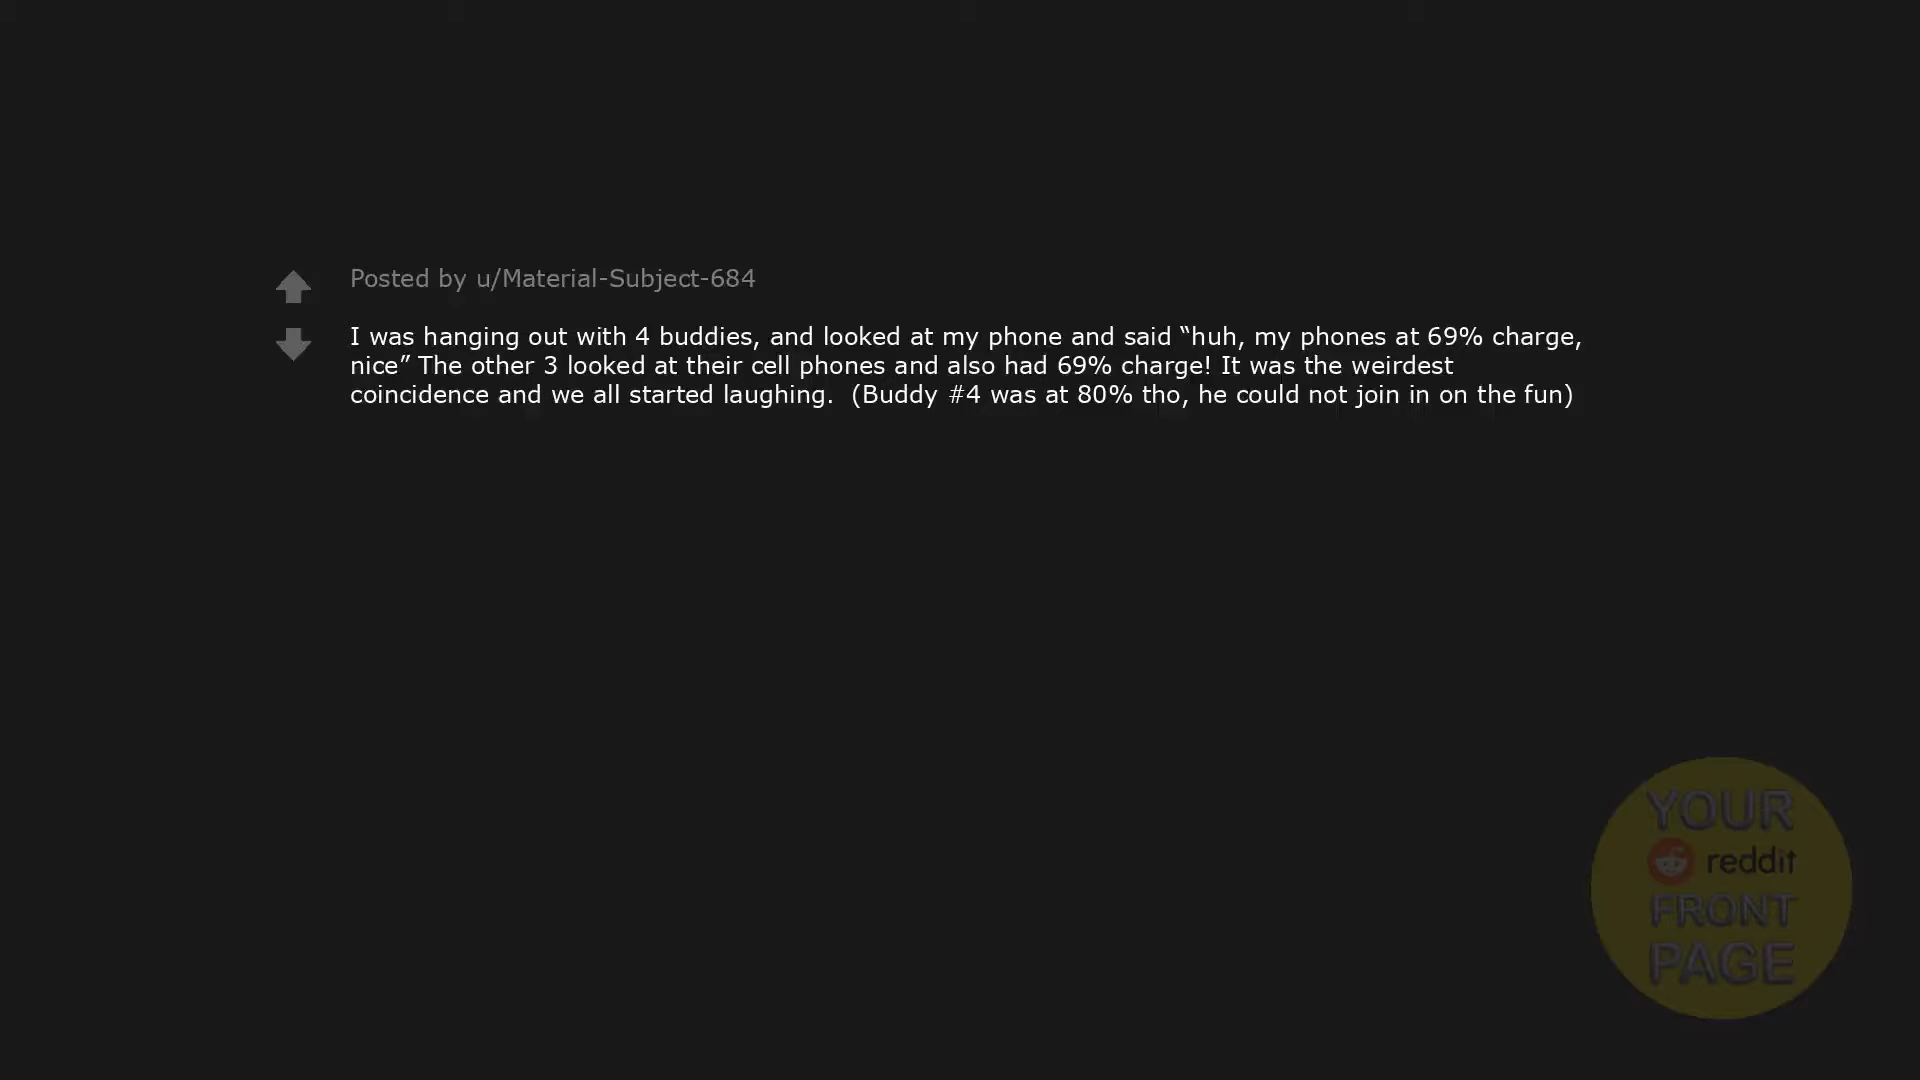 Posted by u/Material-Subject-684
I was hanging out with 4 buddies, and looked at my phone and said “huh, my phones at 69% charge,
nice” The other 3 looked at their cell phones and also had 69% charge! It was the weirdest
coincidence and we all started laughing.  (Buddy #4 was at 80% tho, he could not join in on the fun)
YOUR
reddit
FRONT
PAGE